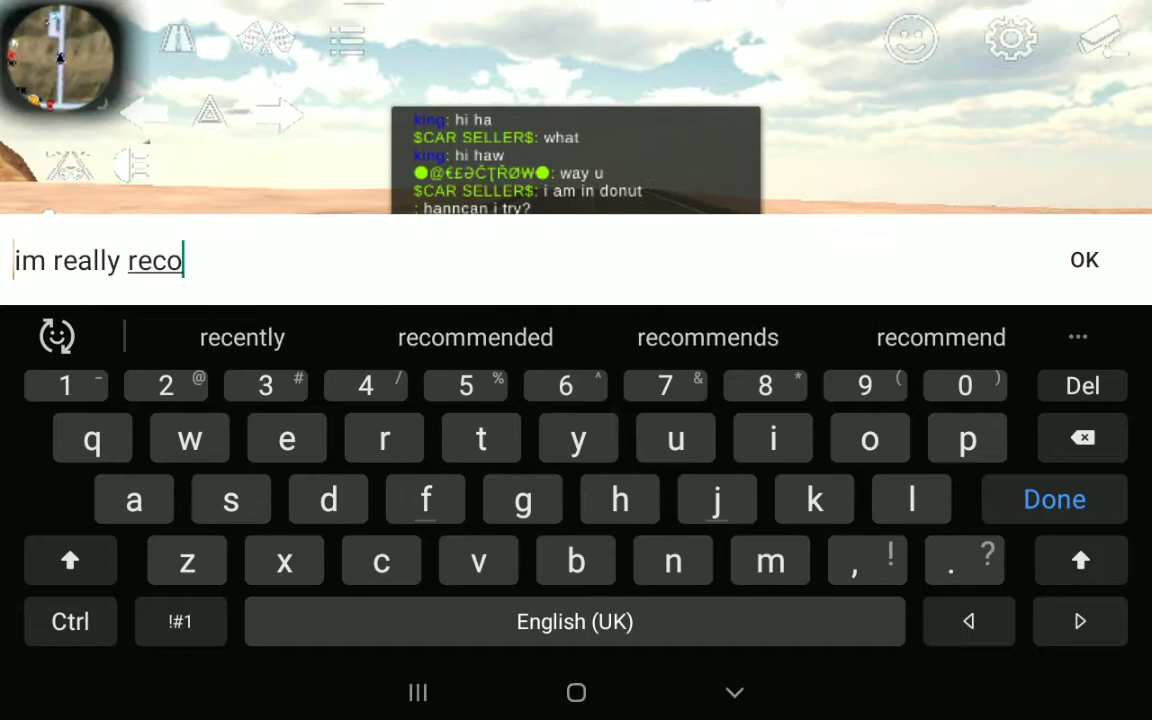 king: hi ha
$CAR SELLER$: what
king: hi haw
●@€£ƏČŢŘØ₩●: way u
$CAR SELLER$: i am in donut
: hanncan i try?
im really reco
OK
recently recommended recommends recommend ...
1 - 2 @ 3 # 4 / 5 % 6 ^ 7 & 8 * 9 ( 0 ) Del
q w e r t y u i o p
a s d f g h j k l Done
z x c v b n m , ! . ?
Ctrl !#1 English (UK)